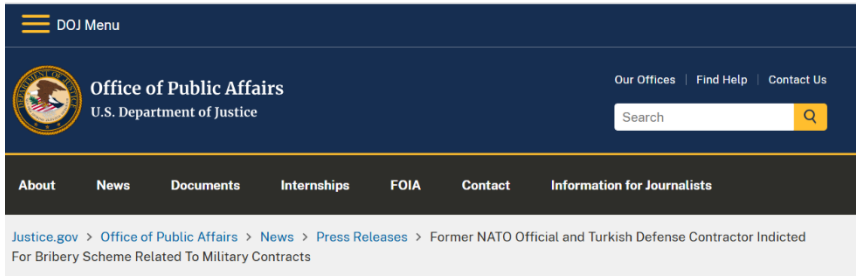 DOJ Menu
Office of Public Affairs
U.S. Department of Justice
Our Offices | Find Help | Contact Us
Search
About News Documents Internships FOIA Contact Information for Journalists
Justice.gov > Office of Public Affairs > News > Press Releases > Former NATO Official and Turkish Defense Contractor Indicted
For Bribery Scheme Related To Military Contracts